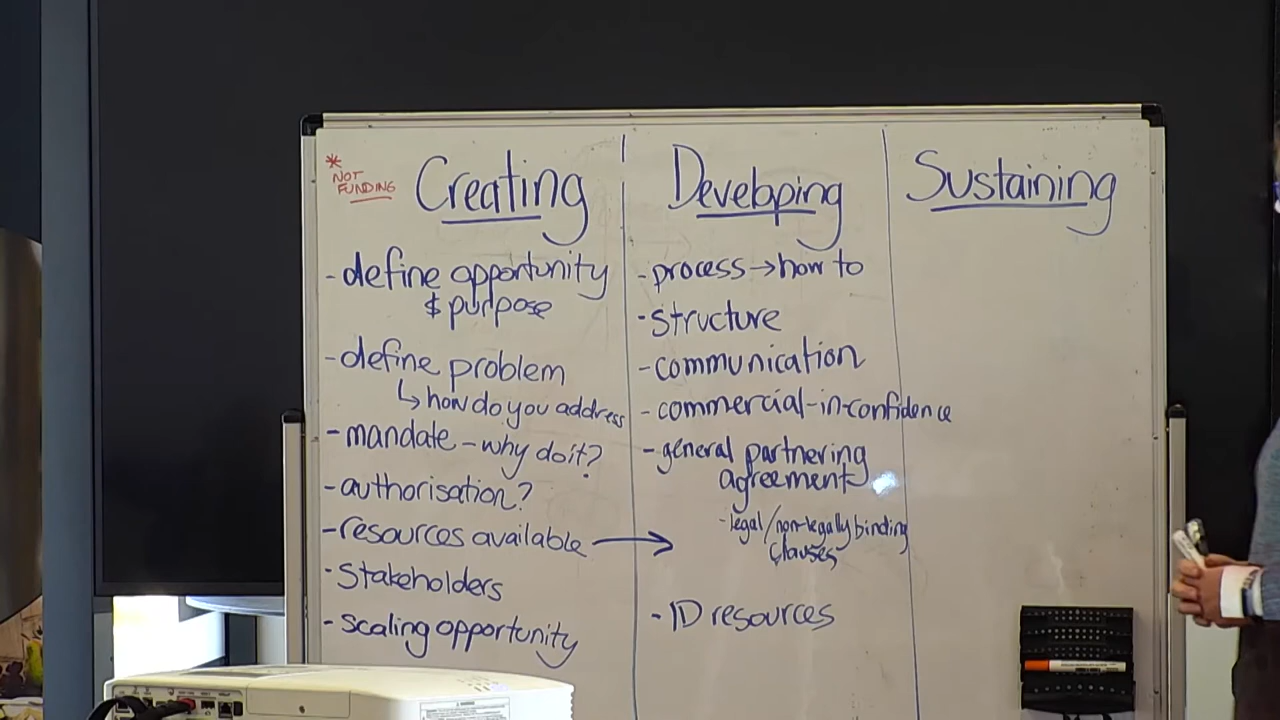 * NOT
FUNDING
Creating
- define opportunity
& purpose
- define problem
↳ how do you address
- mandate - why do it?
- authorisation?
- resources available →
- Stakeholders
- scaling opportunity
Developing
- process → how to
- structure
- communication
- commercial-in-confidence
- general partnering
agreement
- legal/non-legally binding
clauses
- ID resources
Sustaining